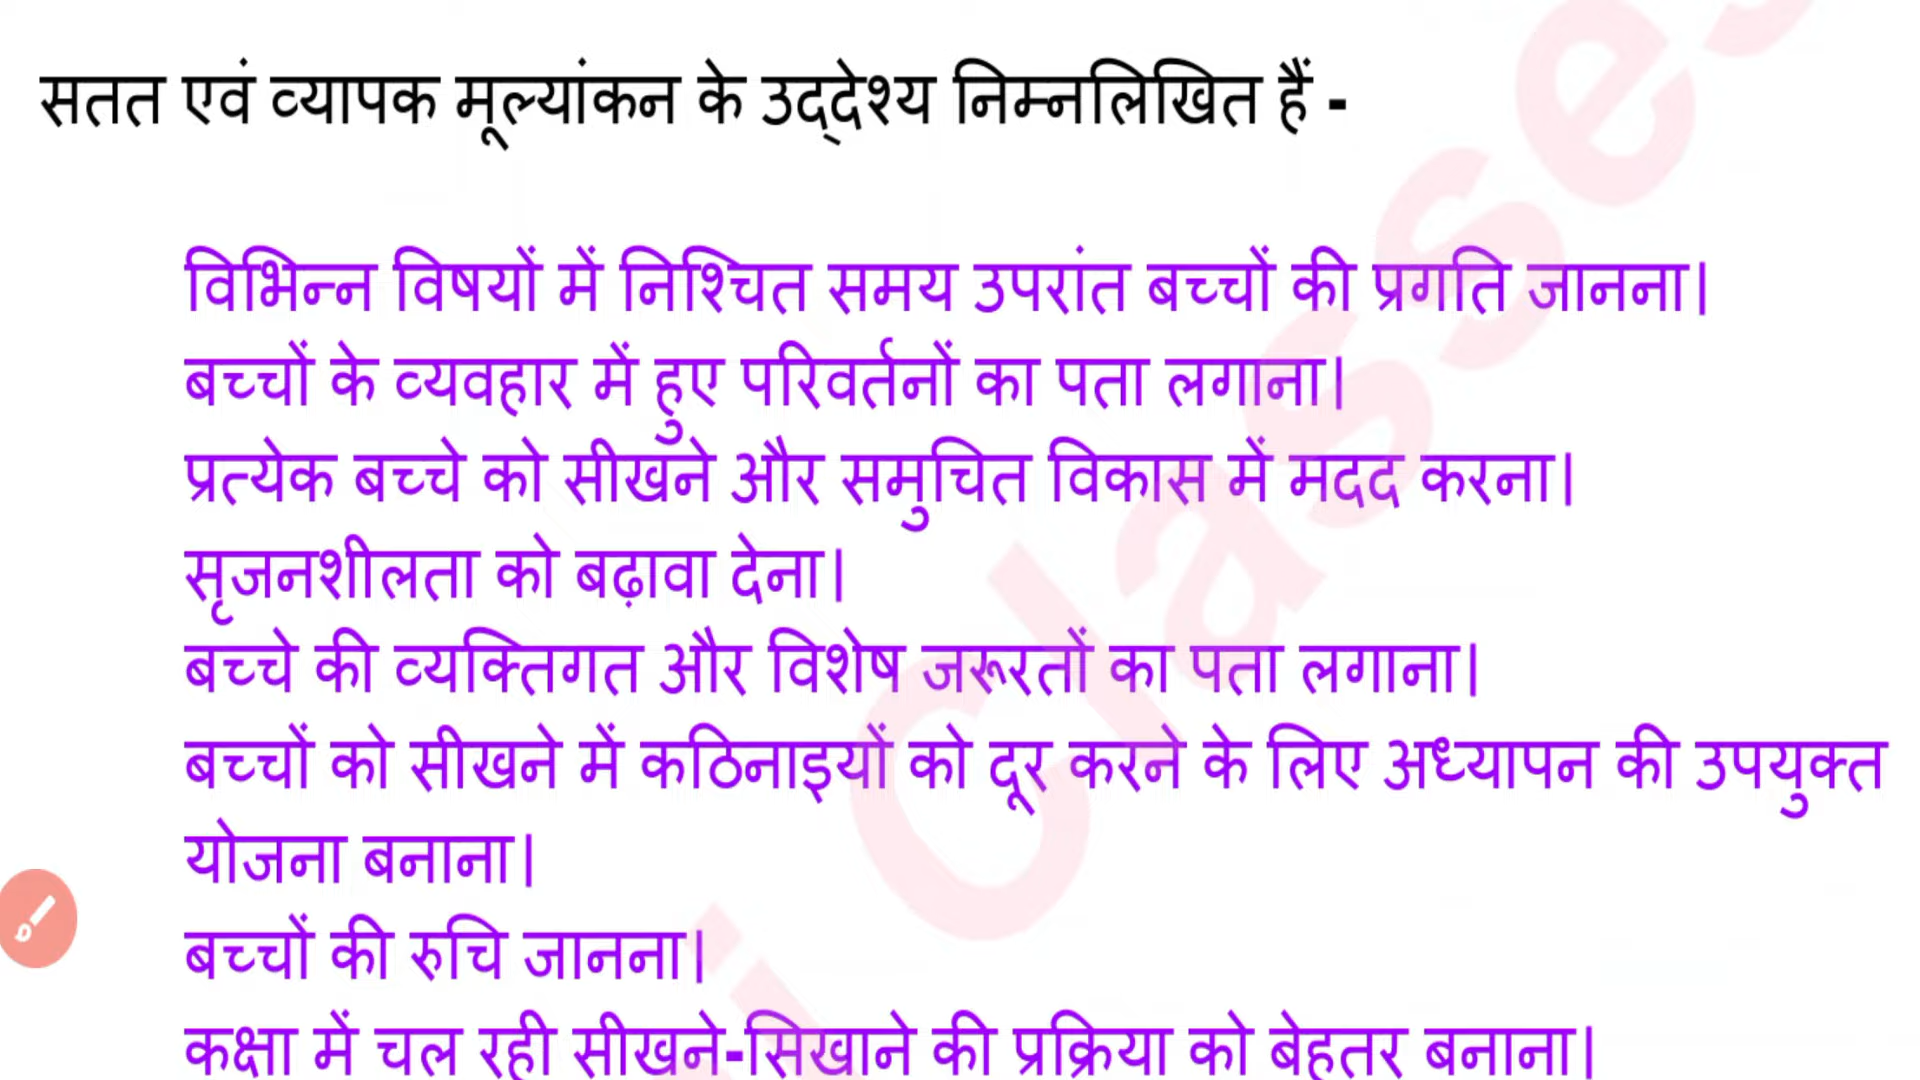 सतत एवं व्यापक मूल्यांकन के उद्देश्य निम्नलिखित हैं -
विभिन्न विषयों में निश्चित समय उपरांत बच्चों की प्रगति जानना।
बच्चों के व्यवहार में हुए परिवर्तनों का पता लगाना।
प्रत्येक बच्चे को सीखने और समुचित विकास में मदद करना।
सृजनशीलता को बढ़ावा देना।
बच्चे की व्यक्तिगत और विशेष जरूरतों का पता लगाना।
बच्चों को सीखने में कठिनाइयों को दूर करने के लिए अध्यापन की उपयुक्त
योजना बनाना।
बच्चों की रुचि जानना।
कक्षा में चल रही सीखने-सिखाने की प्रक्रिया को बेहतर बनाना।
Classes